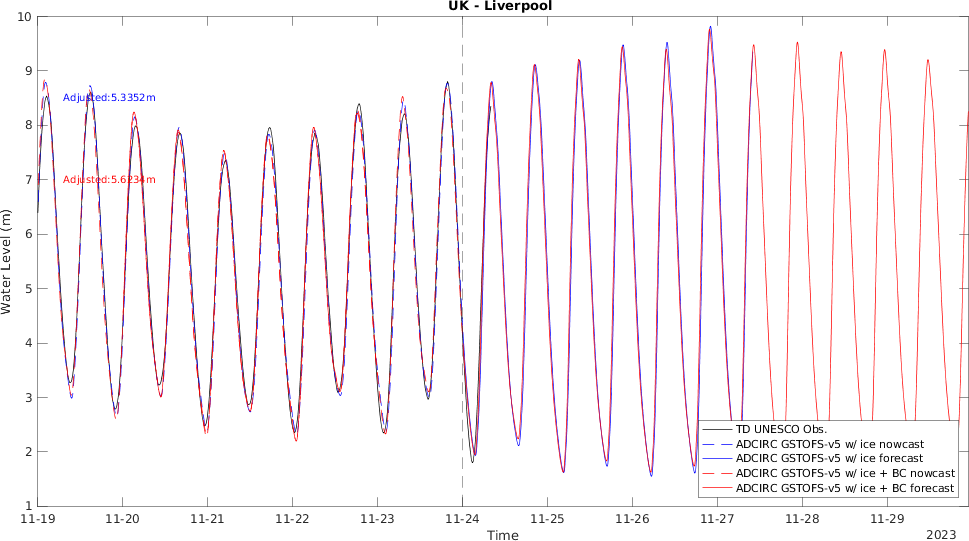 UK - Liverpool
10
9
8
7
6
5
4
3
2
1
Water Level (m)
Adjusted:5.3352m
Adjusted:5.6234m
TD UNESCO Obs.
ADCIRC GSTOFS-v5 w/ ice nowcast
ADCIRC GSTOFS-v5 w/ ice forecast
ADCIRC GSTOFS-v5 w/ ice + BC nowcast
ADCIRC GSTOFS-v5 w/ ice + BC forecast
11-19 11-20 11-21 11-22 11-23 11-24 11-25 11-26 11-27 11-28 11-29
Time
2023